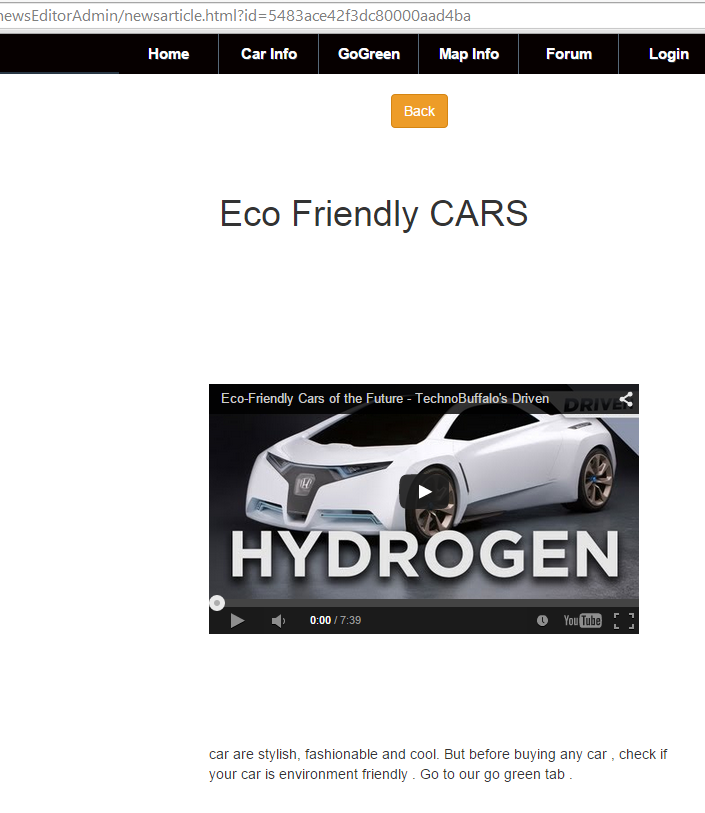 newsEditorAdmin/newsarticle.html?id=5483ace42f3dc80000aad4ba
Home Car Info GoGreen Map Info Forum Login
Back
Eco Friendly CARS
Eco-Friendly Cars of the Future - TechnoBuffalo's Driven
DRIVEN
HYDROGEN
0:00 / 7:39 YouTube
car are stylish, fashionable and cool. But before buying any car , check if
your car is environment friendly . Go to our go green tab .